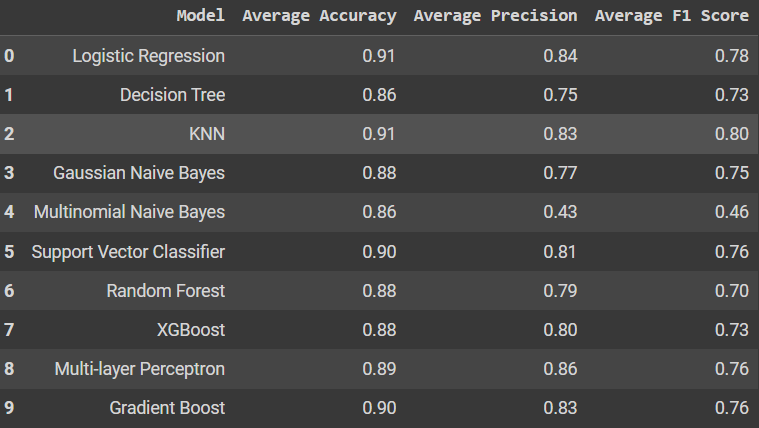 Model Average Accuracy Average Precision Average F1 Score
0 Logistic Regression 0.91 0.84 0.78
1 Decision Tree 0.86 0.75 0.73
2 KNN 0.91 0.83 0.80
3 Gaussian Naive Bayes 0.88 0.77 0.75
4 Multinomial Naive Bayes 0.86 0.43 0.46
5 Support Vector Classifier 0.90 0.81 0.76
6 Random Forest 0.88 0.79 0.70
7 XGBoost 0.88 0.80 0.73
8 Multi-layer Perceptron 0.89 0.86 0.76
9 Gradient Boost 0.90 0.83 0.76